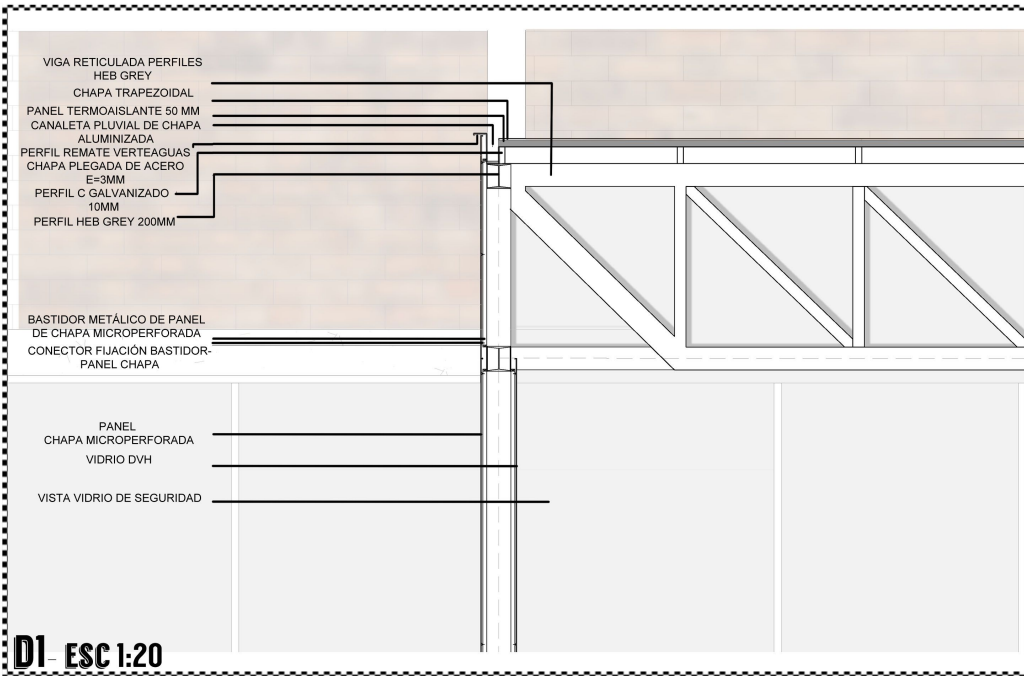 VIGA RETICULADA PERFILES
HEB GREY
CHAPA TRAPEZOIDAL
PANEL TERMOAISLANTE 50 MM
CANALETA PLUVIAL DE CHAPA
ALUMINIZADA
PERFIL REMATE VERTEAGUAS
CHAPA PLEGADA DE ACERO
E=3MM
PERFIL C GALVANIZADO
10MM
PERFIL HEB GREY 200MM
BASTIDOR METÁLICO DE PANEL
DE CHAPA MICROPERFORADA
CONECTOR FIJACIÓN BASTIDOR-
PANEL CHAPA
PANEL
CHAPA MICROPERFORADA
VIDRIO DVH
VISTA VIDRIO DE SEGURIDAD
D1- ESC 1:20